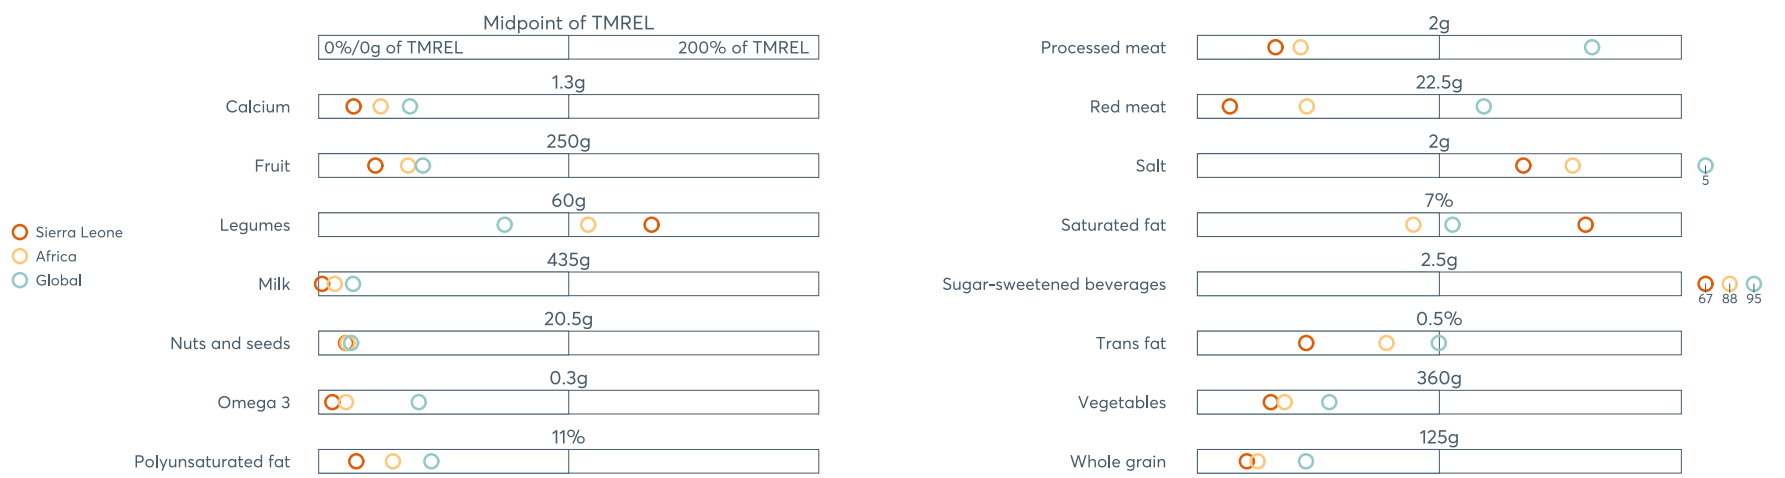 Midpoint of TMREL
0%/0g of TMREL 200% of TMREL
1.3g
Calcium
250g
Fruit
60g
Legumes
435g
Milk
20.5g
Nuts and seeds
0.3g
Omega 3
11%
Polyunsaturated fat
Sierra Leone
Africa
Global
2g
Processed meat
22.5g
Red meat
2g
Salt
5
7%
Saturated fat
2.5g
Sugar-sweetened beverages
67 88 95
0.5%
Trans fat
360g
Vegetables
125g
Whole grain